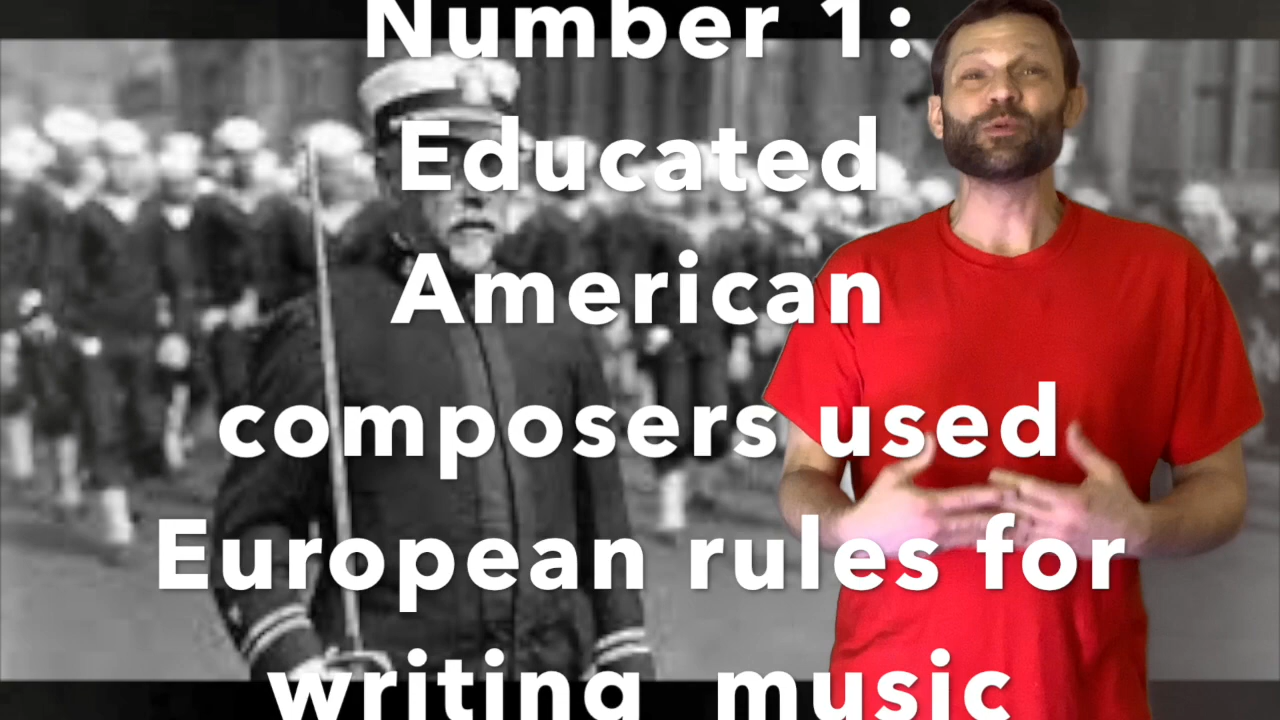 Number 1:
Educated
American
composers used
European rules for
writing music